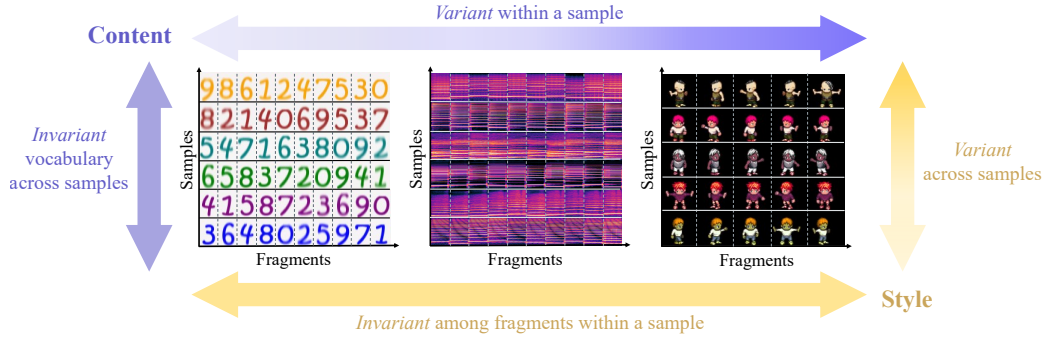 Variant within a sample
Content
Invariant
vocabulary
across samples
Samples
9861247530
8214069537
5471638092
6583720941
4158723690
3648025971
Fragments
Samples
Fragments
Samples
Fragments
Variant
across samples
Style
Invariant among fragments within a sample